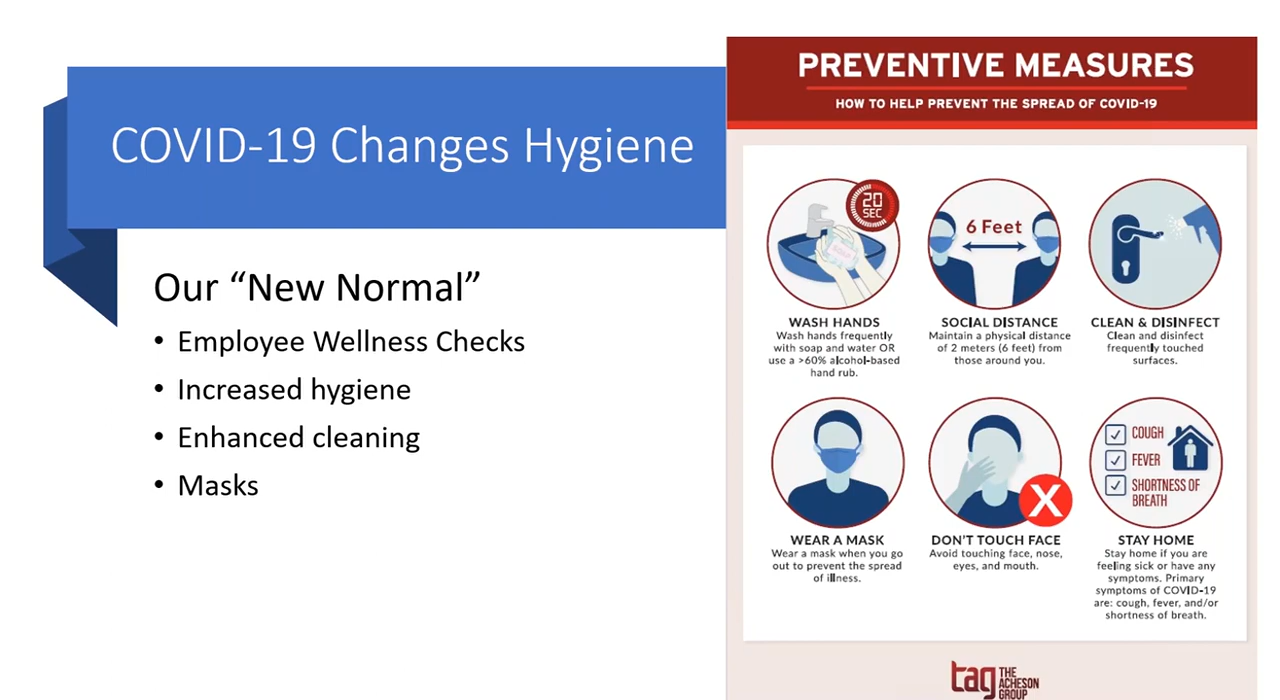 COVID-19 Changes Hygiene
Our “New Normal”
• Employee Wellness Checks
• Increased hygiene
• Enhanced cleaning
• Masks
PREVENTIVE MEASURES
HOW TO HELP PREVENT THE SPREAD OF COVID-19
20
SEC
SOAP
WASH HANDS
Wash hands frequently
with soap and water OR
use a >60% alcohol-based
hand rub.
6 Feet
SOCIAL DISTANCE
Maintain a physical distance
of 2 meters (6 feet) from
those around you.
CLEAN & DISINFECT
Clean and disinfect
frequently touched
surfaces.
WEAR A MASK
Wear a mask when you go
out to prevent the spread
of illness.
X
DON'T TOUCH FACE
Avoid touching face, nose,
eyes, and mouth.
COUGH
FEVER
SHORTNESS OF
BREATH
STAY HOME
Stay home if you are
feeling sick or have any
symptoms. Primary
symptoms of COVID-19
are: cough, fever, and/or
shortness of breath.
tag THE
ACHESON
GROUP